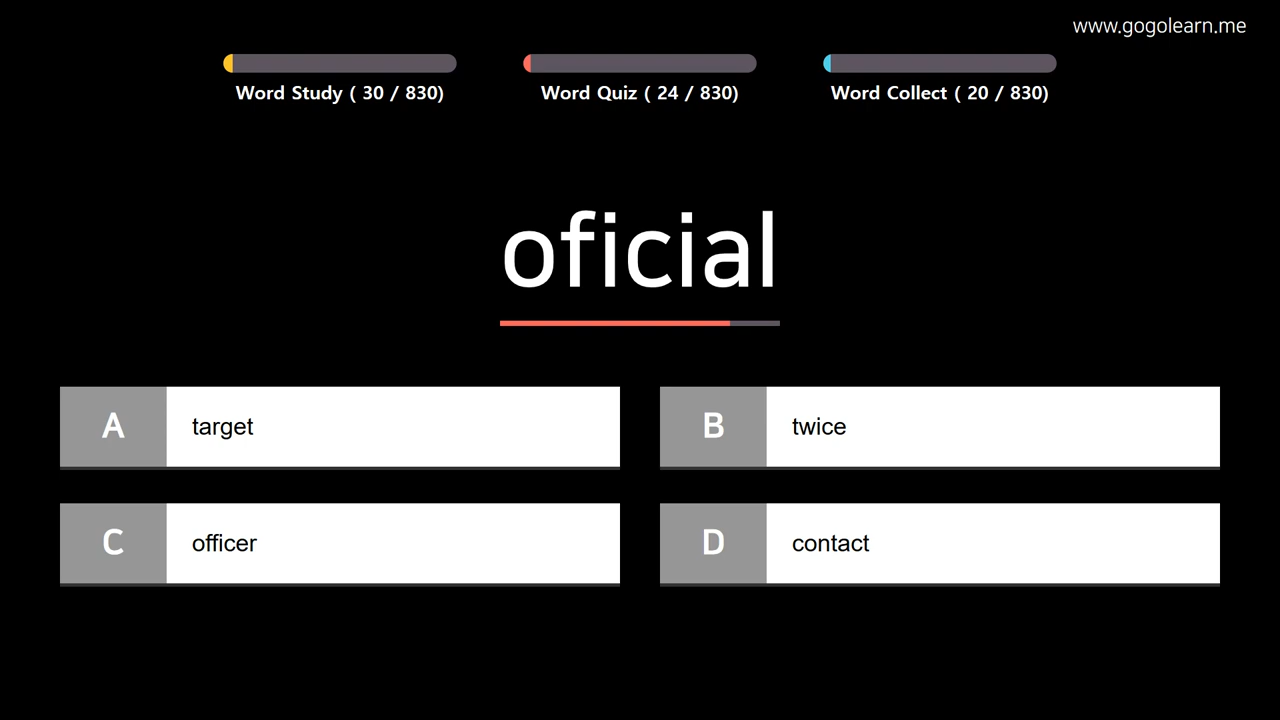 www.gogolearn.me
Word Study ( 30 / 830)
Word Quiz ( 24 / 830)
Word Collect ( 20 / 830)
oficial
A target
B twice
C officer
D contact